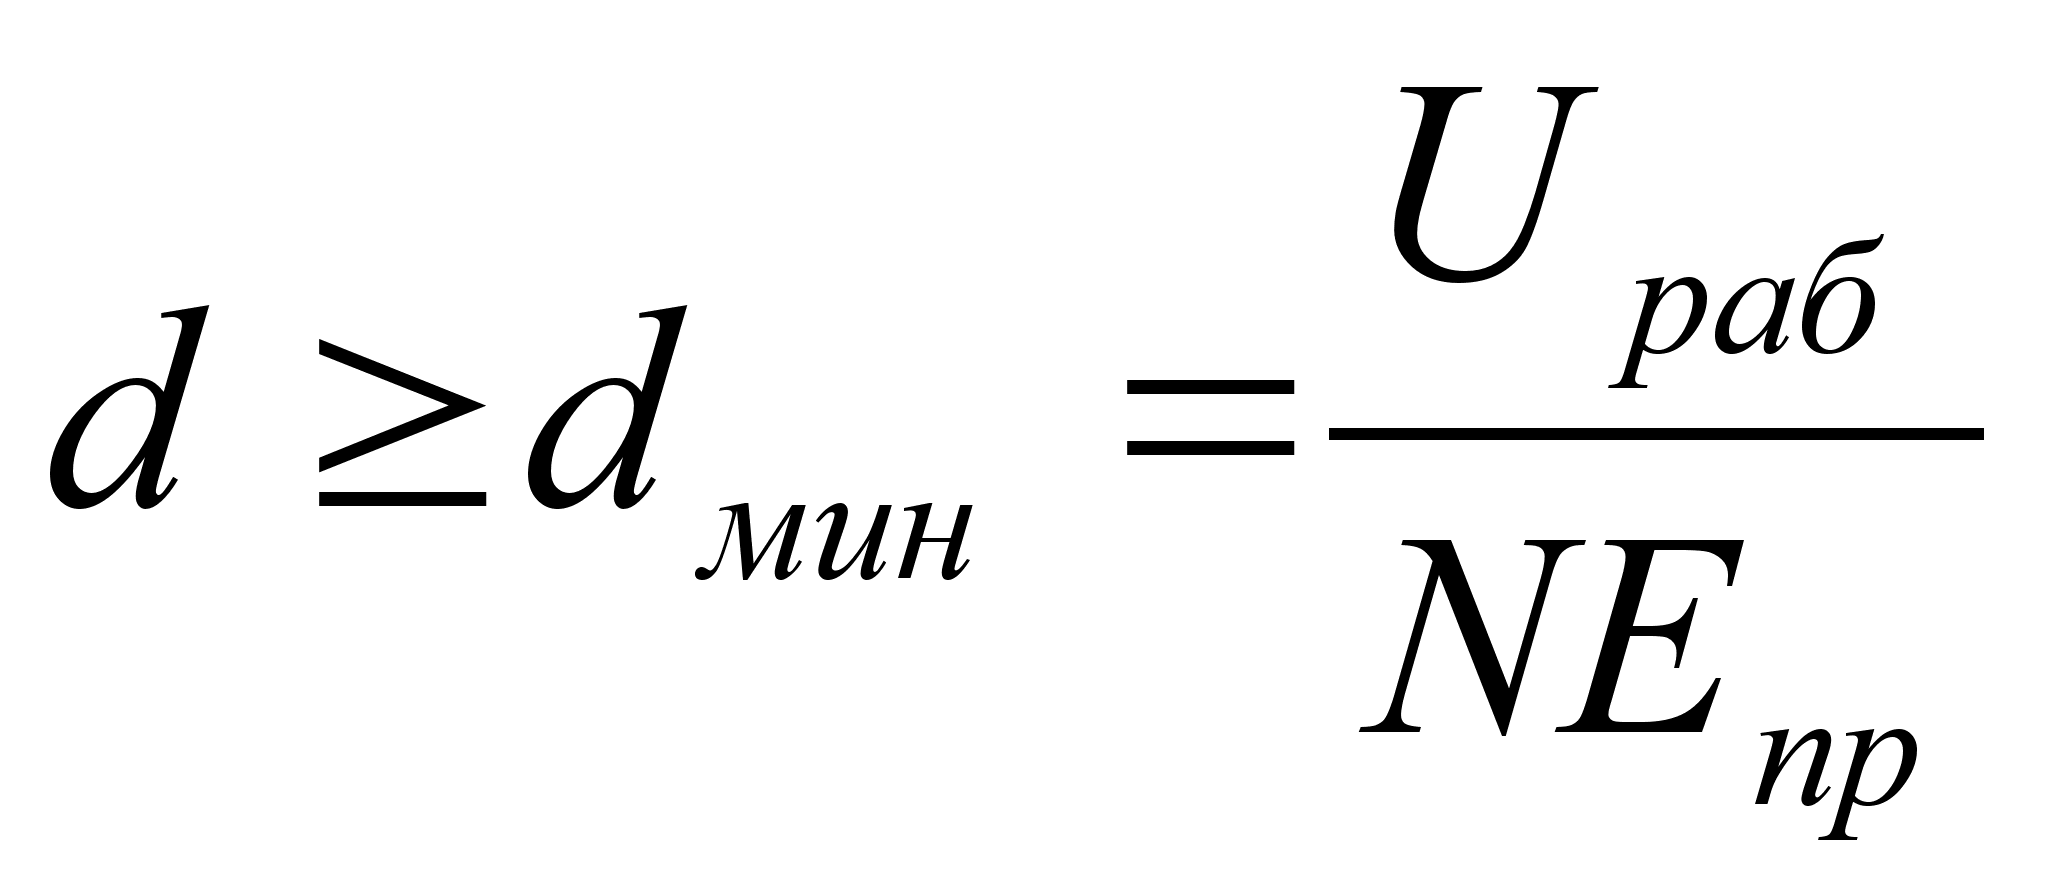 d ≥ d_мин = U_раб / NE_пр